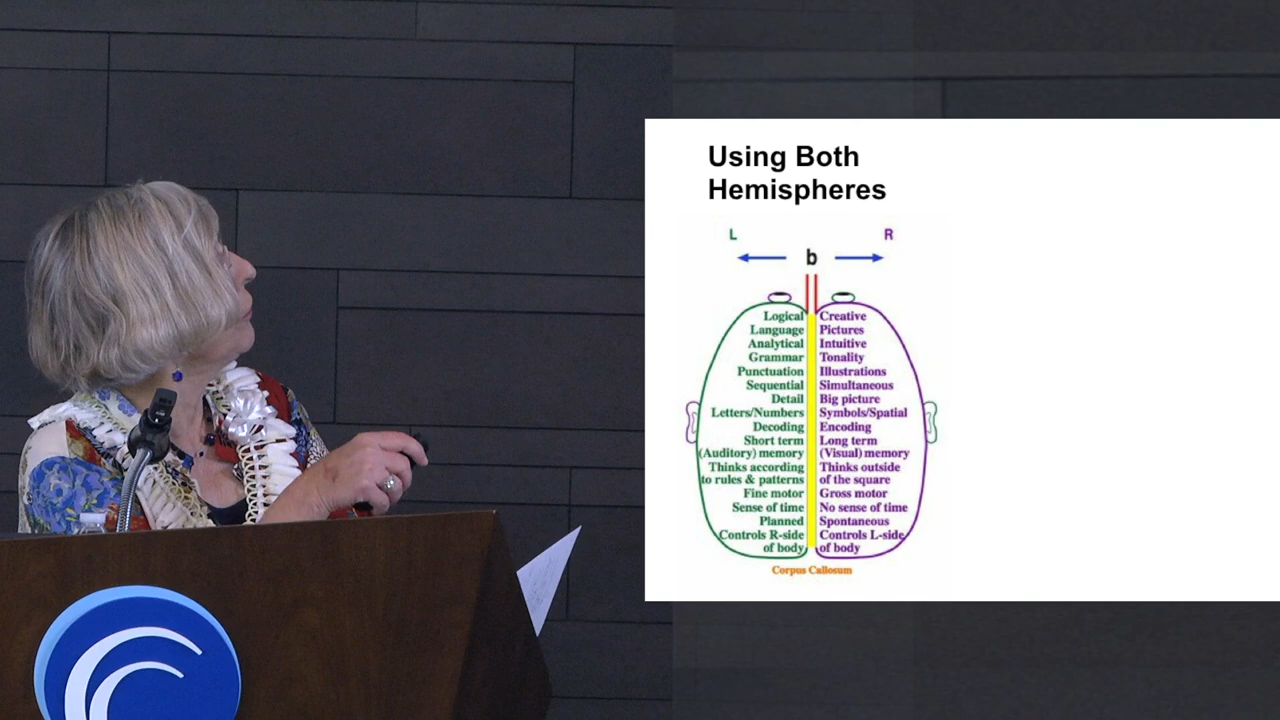 Using Both
Hemispheres
L
R
b
Logical
Language
Analytical
Grammar
Punctuation
Sequential
Detail
Letters/Numbers
Decoding
Short term
(Auditory) memory
Thinks according
to rules & patterns
Fine motor
Sense of time
Planned
Controls R-side
of body
Creative
Pictures
Intuitive
Tonality
Illustrations
Simultaneous
Big picture
Symbols/Spatial
Encoding
Long term
(Visual) memory
Thinks outside
of the square
Gross motor
No sense of time
Spontaneous
Controls L-side
of body
Corpus Callosum